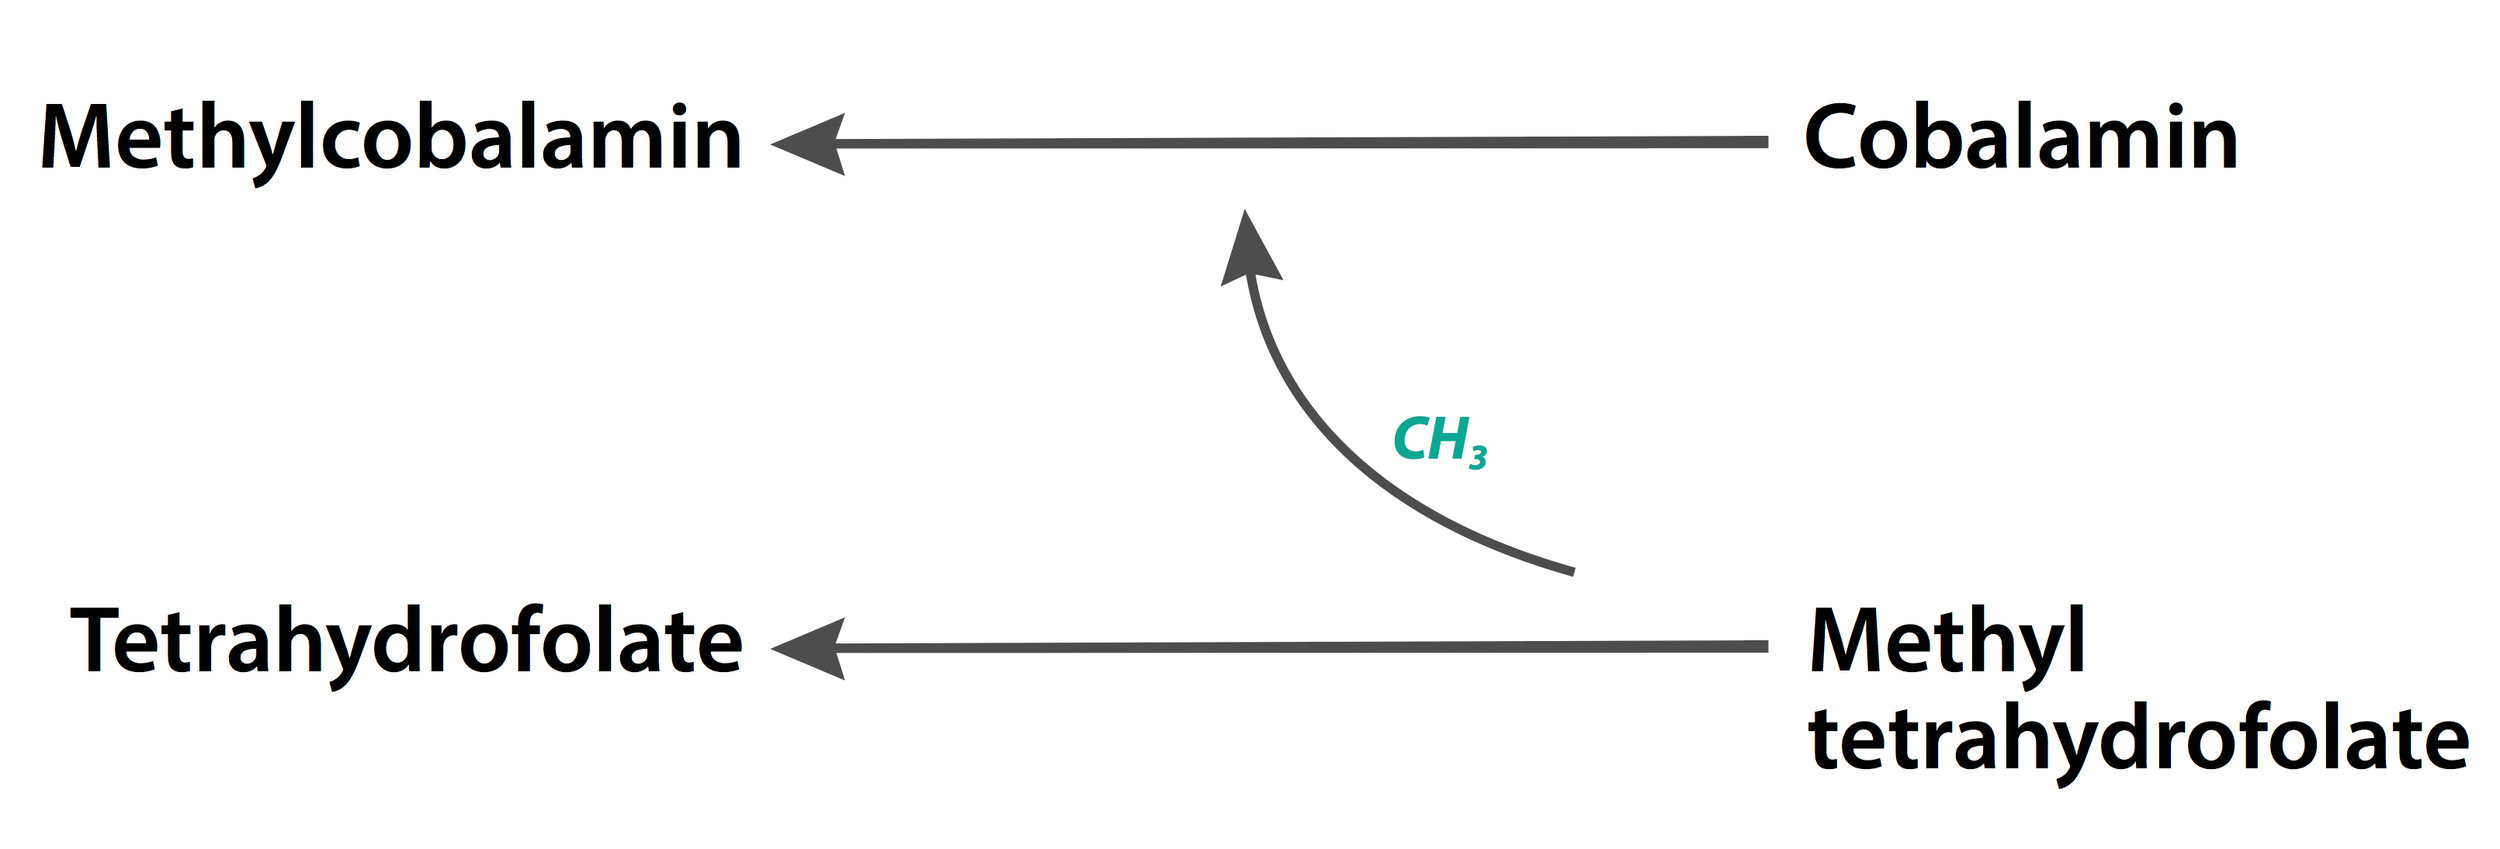 Methylcobalamin
Cobalamin
CH₃
Tetrahydrofolate
Methyl
tetrahydrofolate